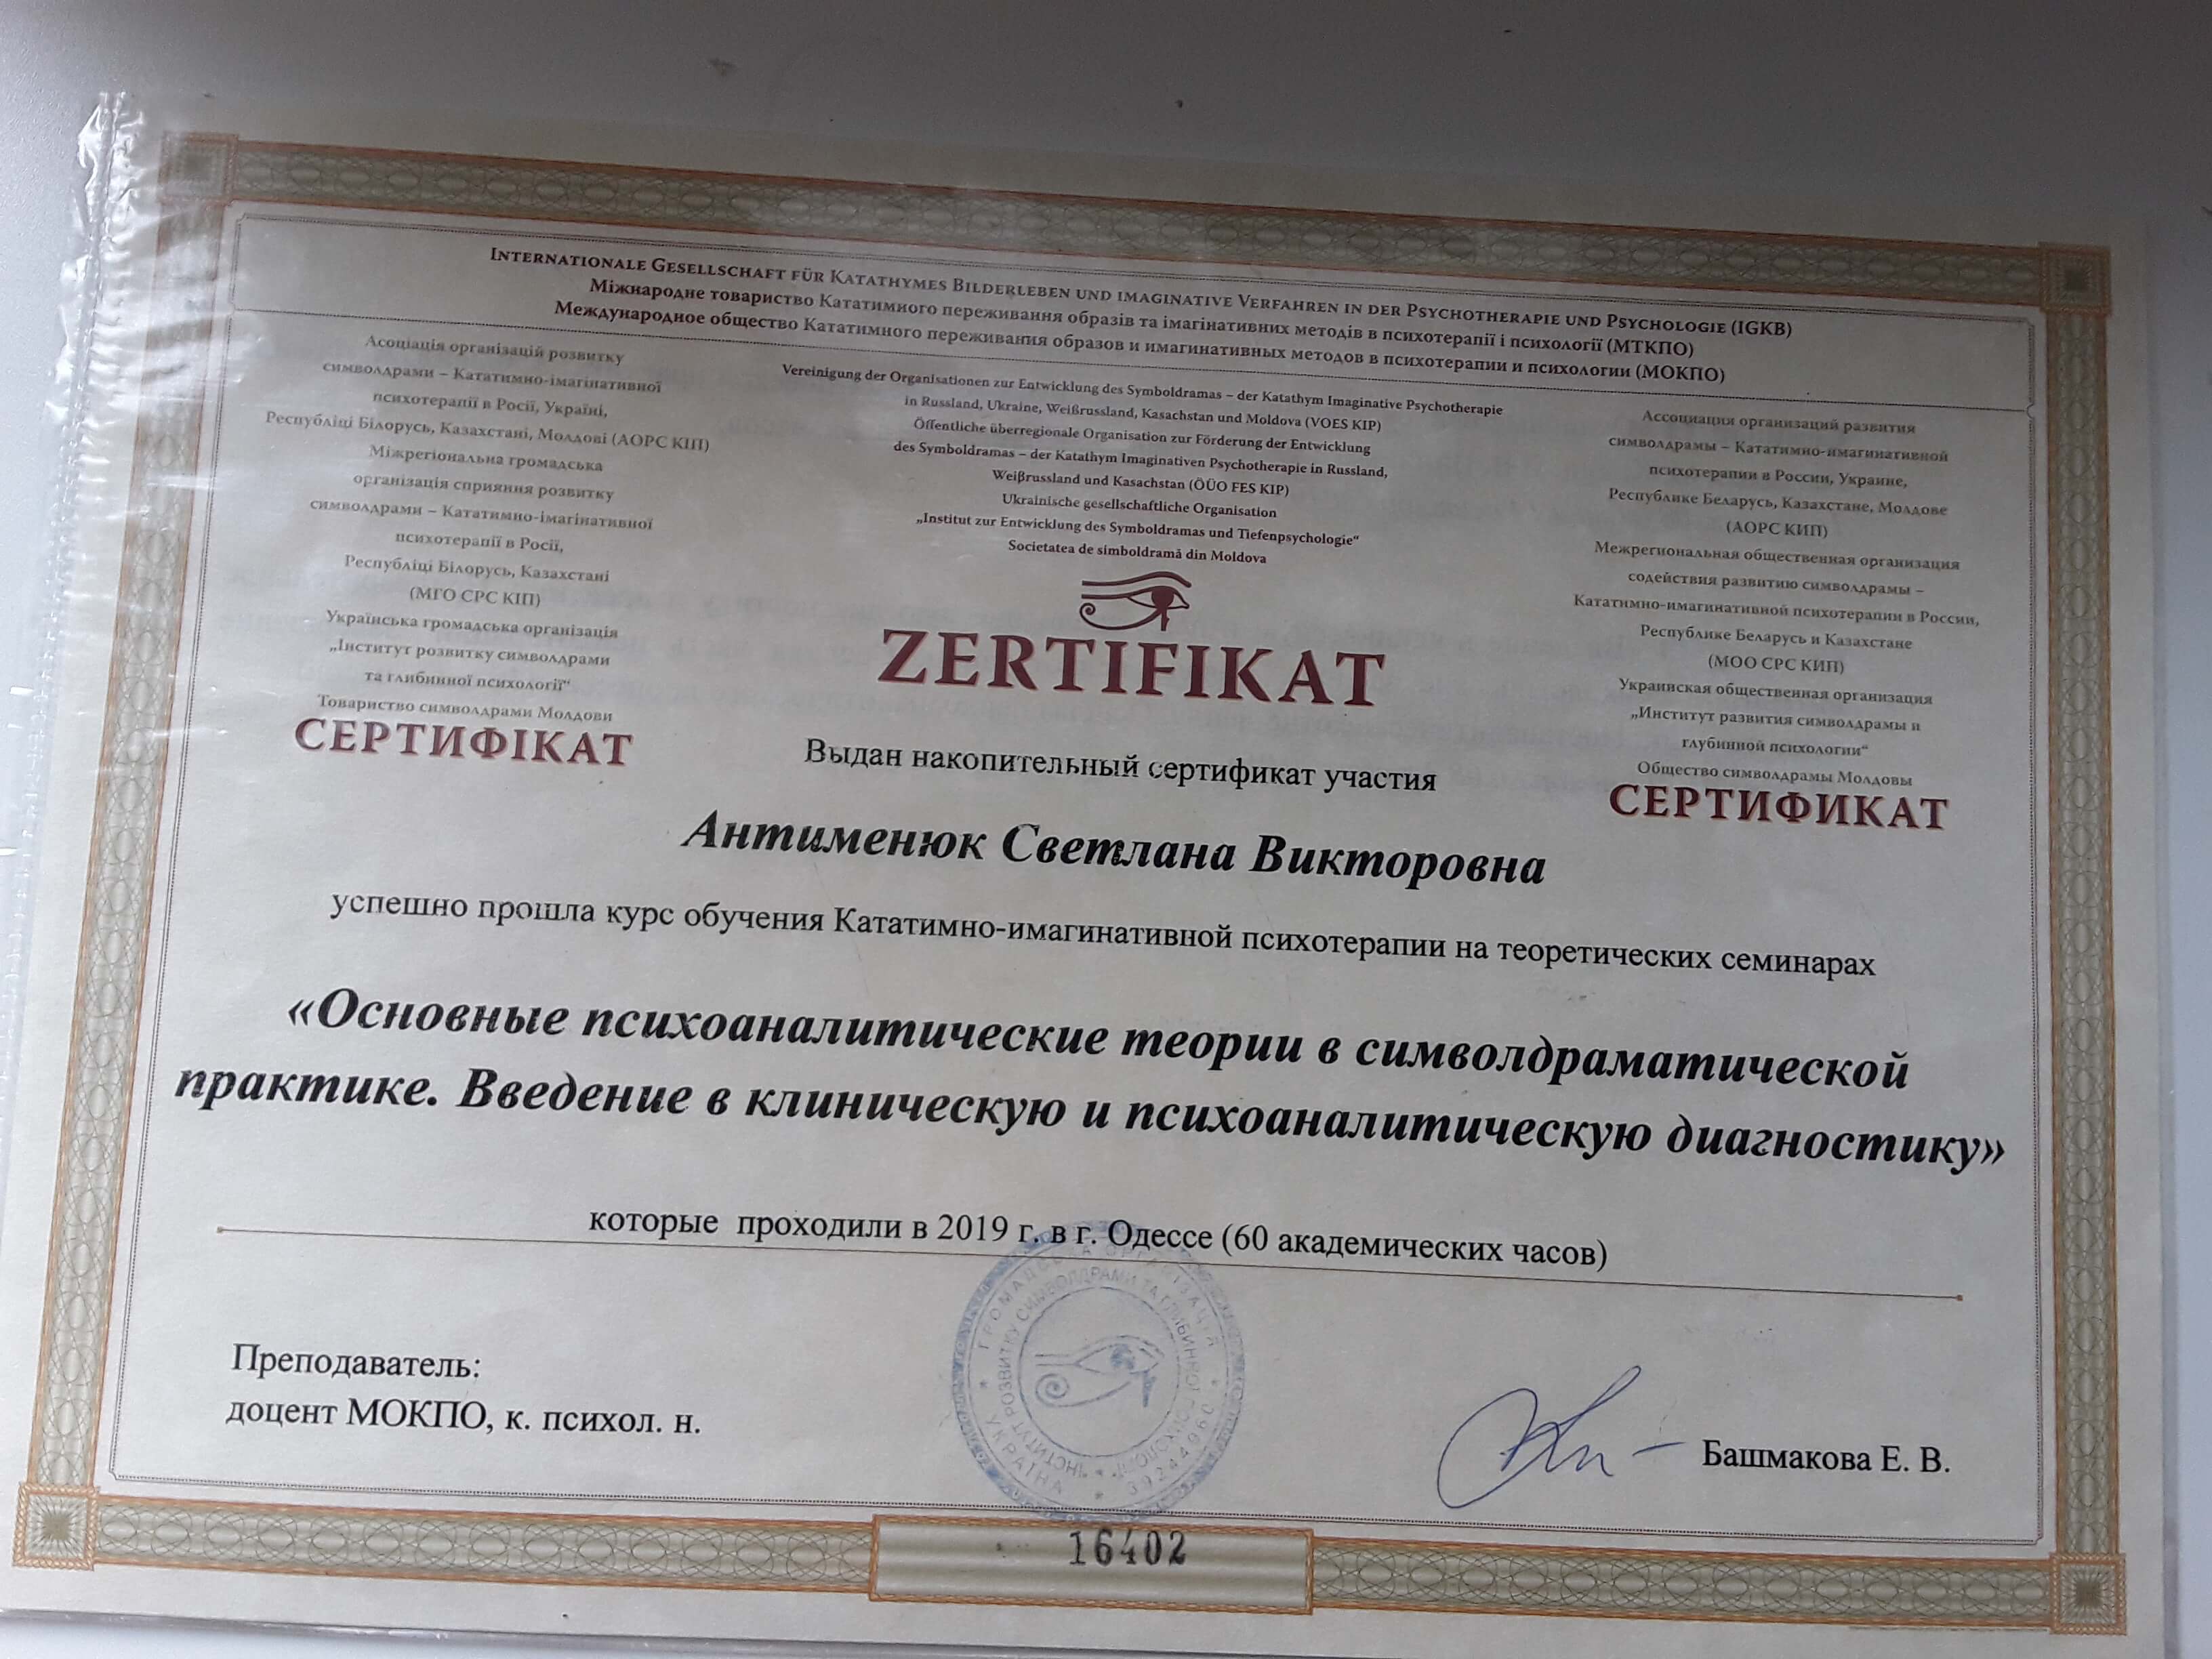 Internationale Gesellschaft für Katathymes Bilderleben und imaginative Verfahren in der Psychotherapie und Psychologie (IGKB)
Міжнародне товариство Кататимного переживання образів та імагінативних методів в психотерапії і психології (МТКПО)
Международное общество Кататимного переживания образов и имагинативных методов в психотерапии и психологии (МОКПО)
Асоціація організацій розвитку
символдрами – Кататимно-імагінативної
психотерапії в Росії, Україні,
Республіці Білорусь, Казахстані, Молдові (АОРС КІП)
Міжрегіональна громадська
організація сприяння розвитку
символдрами – Кататимно-імагінативної
психотерапії в Росії,
Республіці Білорусь, Казахстані
(МГО СРС КІП)
Українська громадська організація
„Інститут розвитку символдрами
та глибинної психології“
Товариство символдрами Молдови
СЕРТИФІКАТ
Vereinigung der Organisationen zur Entwicklung des Symboldramas – der Katathym Imaginative Psychotherapie
in Russland, Ukraine, Weißrussland, Kasachstan und Moldova (VOES KIP)
Öffentliche überregionale Organisation zur Förderung der Entwicklung
des Symboldramas – der Katathym Imaginativen Psychotherapie in Russland,
Weißrussland und Kasachstan (ÖÜO FES KIP)
Ukrainische gesellschaftliche Organisation
„Institut zur Entwicklung des Symboldramas und Tiefenpsychologie“
Societatea de simboldramă din Moldova
ZERTIFIKAT
Ассоциация организаций развития
символдрамы – Кататимно-имагинативной
психотерапии в России, Украине,
Республике Беларусь, Казахстане, Молдове
(АОРС КИП)
Межрегиональная общественная организация
содействия развитию символдрамы –
Кататимно-имагинативной психотерапии в России,
Республике Беларусь и Казахстане
(МОО СРС КИП)
Украинская общественная организация
„Институт развития символдрамы и
глубинной психологии“
Общество символдрамы Молдовы
СЕРТИФИКАТ
Выдан накопительный сертификат участия
Антименюк Светлана Викторовна
успешно прошла курс обучения Кататимно-имагинативной психотерапии на теоретических семинарах
«Основные психоаналитические теории в символдраматической
практике. Введение в клиническую и психоаналитическую диагностику»
которые проходили в 2019 г. в г. Одессе (60 академических часов)
ГРОМАДСЬКА ОРГАНІЗАЦІЯ
ІНСТИТУТ РОЗВИТКУ СИМВОЛДРАМИ ТА ГЛИБИННОЇ ПСИХОЛОГІЇ
УКРАЇНА * 39244960
Преподаватель:
доцент МОКПО, к. психол. н.
Башмакова Е. В.
16402